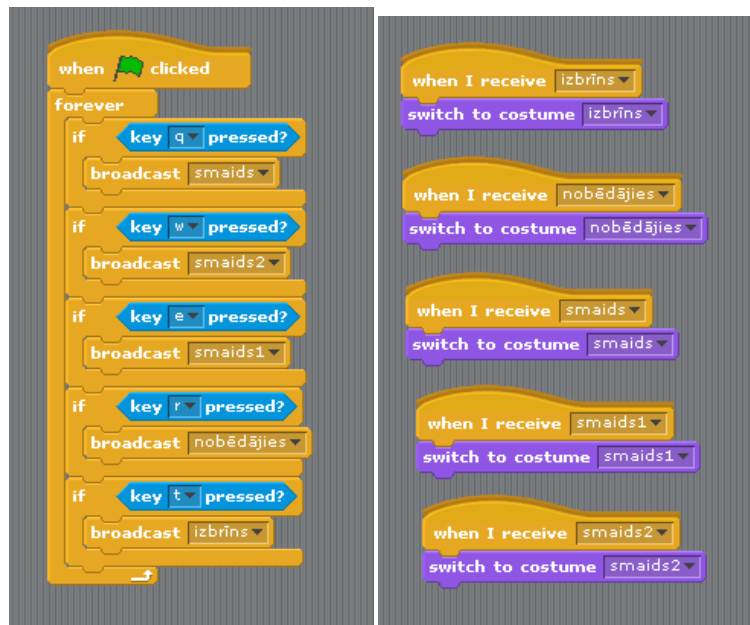 when clicked
forever
if key q pressed?
broadcast smaids
if key w pressed?
broadcast smaids2
if key e pressed?
broadcast smaids1
if key r pressed?
broadcast nobēdājies
if key t pressed?
broadcast izbrīns
when I receive izbrīns
switch to costume izbrīns
when I receive nobēdājies
switch to costume nobēdājies
when I receive smaids
switch to costume smaids
when I receive smaids1
switch to costume smaids1
when I receive smaids2
switch to costume smaids2